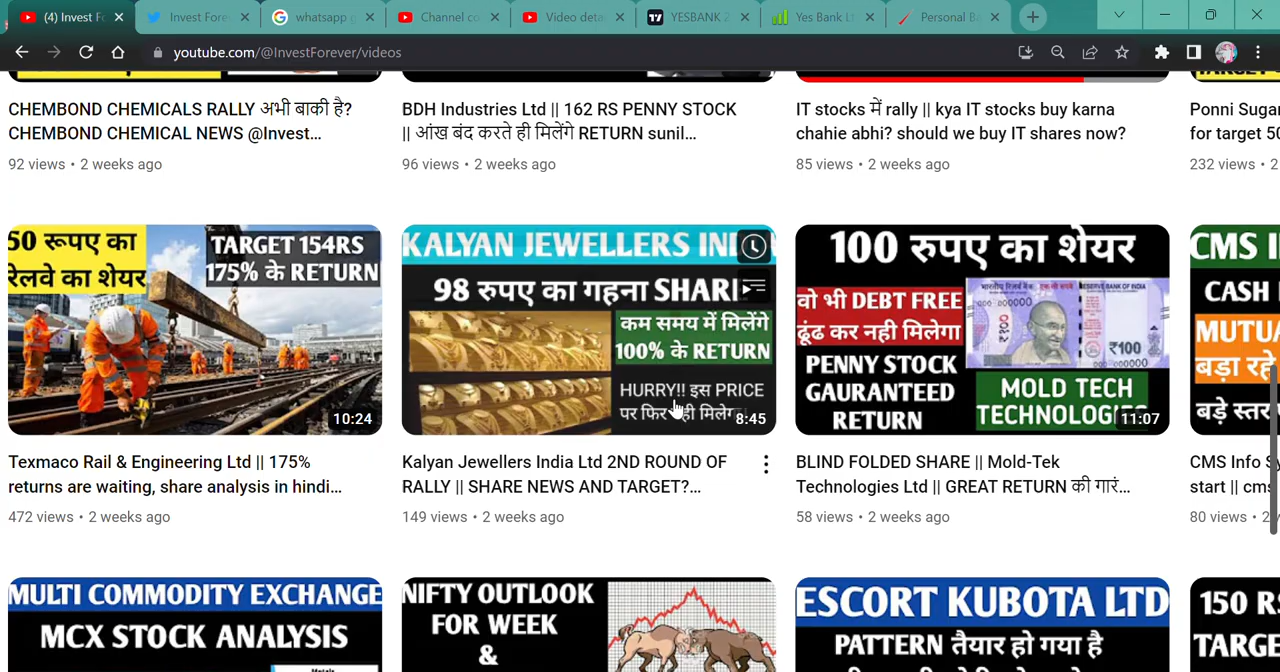 (4) Invest F
Invest Fore
whatsapp g
Channel co
Video deta
YESBANK 2
Yes Bank L
Personal B
youtube.com/@InvestForever/videos
CHEMBOND CHEMICALS RALLY अभी बाकी है?
CHEMBOND CHEMICAL NEWS @Invest...
92 views • 2 weeks ago
BDH Industries Ltd || 162 RS PENNY STOCK
|| आंख बंद करते ही मिलेंगे RETURN sunil...
96 views • 2 weeks ago
IT stocks में rally || kya IT stocks buy karna
chahie abhi? should we buy IT shares now?
85 views • 2 weeks ago
Ponni Sugar
for target 50
232 views • 2
50 रूपए का
रेलवे का शेयर
TARGET 154RS
175% के RETURN
10:24
Texmaco Rail & Engineering Ltd || 175%
returns are waiting, share analysis in hindi...
472 views • 2 weeks ago
KALYAN JEWELLERS IN
98 रुपए का गहना SHAR
कम समय में मिलेंगे
100% के RETURN
HURRY!! इस PRICE
पर फिर नही मिलेगा
8:45
Kalyan Jewellers India Ltd 2ND ROUND OF
RALLY || SHARE NEWS AND TARGET?...
149 views • 2 weeks ago
100 रुपए का शेयर
वो भी DEBT FREE
ढूंढ कर नही मिलेगा
PENNY STOCK
GAURANTEED
RETURN
₹100
MOLD TECH
TECHNOLOG
11:07
BLIND FOLDED SHARE || Mold-Tek
Technologies Ltd || GREAT RETURN की गारं...
58 views • 2 weeks ago
CMS I
CASH
MUTUA
बड़ा रहे
बड़े स्तर
CMS Info Sy
start || cms
80 views • 2
MULTI COMMODITY EXCHANGE
MCX STOCK ANALYSIS
NIFTY OUTLOOK
FOR WEEK
&
ESCORT KUBOTA LTD
PATTERN तैयार हो गया है
150 R
TARGE